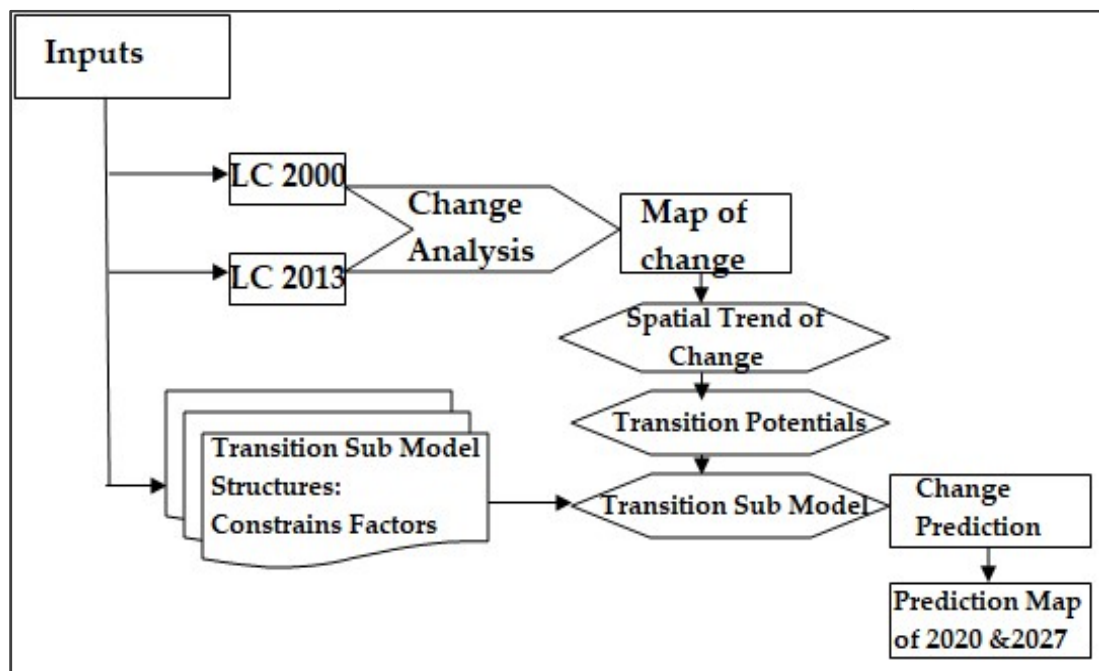 Inputs
LC 2000
LC 2013
Change
Analysis
Map of
change
Spatial Trend of
Change
Transition Potentials
Transition Sub Model
Structures:
Constrains Factors
Transition Sub Model
Change
Prediction
Prediction Map
of 2020 &2027